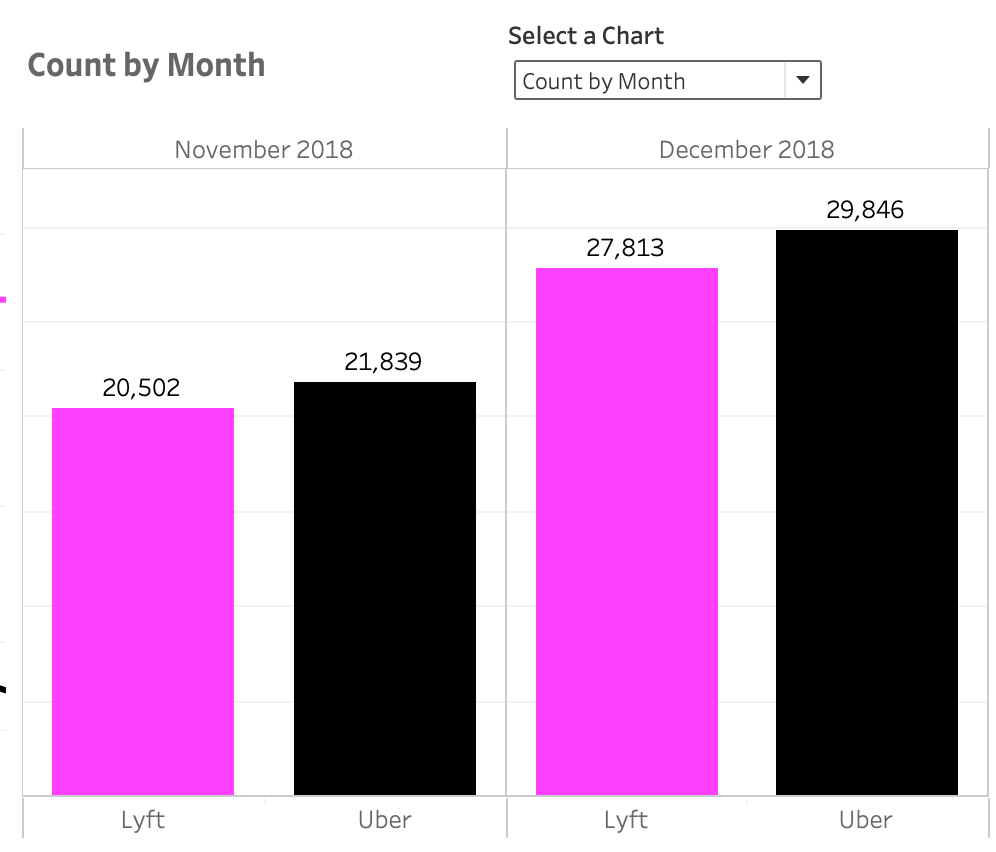 Select a Chart
Count by Month
Count by Month
November 2018
December 2018
29,846
27,813
21,839
20,502
Lyft
Uber
Lyft
Uber